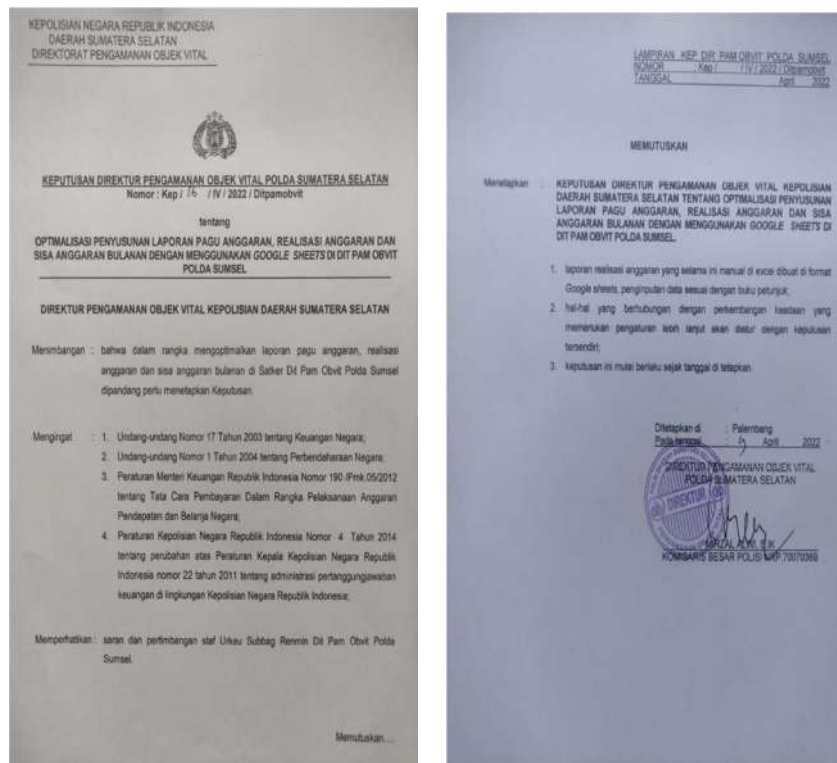 KEPOLISIAN NEGARA REPUBLIK INDONESIA
DAERAH SUMATERA SELATAN
DIREKTORAT PENGAMANAN OBJEK VITAL
KEPUTUSAN DIREKTUR PENGAMANAN OBJEK VITAL POLDA SUMATERA SELATAN
Nomor : Kep / 16 / IV / 2022 / Ditpamobvit
tentang
OPTIMALISASI PENYUSUNAN LAPORAN PAGU ANGGARAN, REALISASI ANGGARAN DAN
SISA ANGGARAN BULANAN DENGAN MENGGUNAKAN GOOGLE SHEETS DI DIT PAM OBVIT
POLDA SUMSEL
DIREKTUR PENGAMANAN OBJEK VITAL KEPOLISIAN DAERAH SUMATERA SELATAN
Menimbangan : bahwa dalam rangka mengoptimalkan laporan pagu anggaran, realisasi
anggaran dan sisa anggaran bulanan di Satker Dit Pam Obvit Polda Sumsel
dipandang perlu menetapkan Keputusan.
Mengingat : 1. Undang-undang Nomor 17 Tahun 2003 tentang Keuangan Negara;
2. Undang-undang Nomor 1 Tahun 2004 tentang Perbendaharaan Negara;
3. Peraturan Menteri Keuangan Republik Indonesia Nomor 190 /Pmk.05/2012
tentang Tata Cara Pembayaran Dalam Rangka Pelaksanaan Anggaran
Pendapatan dan Belanja Negara;
4. Peraturan Kepolisian Negara Republik Indonesia Nomor 4 Tahun 2014
tentang perubahan atas Peraturan Kepala Kepolisian Negara Republik
Indonesia nomor 22 tahun 2011 tentang administrasi pertanggungjawaban
keuangan di lingkungan Kepolisian Negara Republik Indonesia;
Memperhatikan : saran dan pertimbangan staf Urkeu Subbag Renmin Dit Pam Obvit Polda
Sumsel.
Memutuskan....
LAMPIRAN KEP DIR PAM OBVIT POLDA SUMSEL
NOMOR : Kep / / IV / 2022 / Ditpamobvit
TANGGAL April 2022
MEMUTUSKAN
Menetapkan : KEPUTUSAN DIREKTUR PENGAMANAN OBJEK VITAL KEPOLISIAN
DAERAH SUMATERA SELATAN TENTANG OPTIMALISASI PENYUSUNAN
LAPORAN PAGU ANGGARAN, REALISASI ANGGARAN DAN SISA
ANGGARAN BULANAN DENGAN MENGGUNAKAN GOOGLE SHEETS DI
DIT PAM OBVIT POLDA SUMSEL.
1. laporan realisasi anggaran yang selama ini manual di excel dibuat di format
Google sheets, penginputan data sesuai dengan buku petunjuk;
2. hal-hal yang berhubungan dengan perkembangan keadaan yang
memerlukan pengaturan lebih lanjut akan diatur dengan keputusan
tersendiri;
3. keputusan ini mulai berlaku sejak tanggal di tetapkan.
Ditetapkan di : Palembang
Pada tanggal : April 2022
DIREKTUR PENGAMANAN OBJEK VITAL
POLDA SUMATERA SELATAN
DIREKTUR
KOMISARIS BESAR POLISI NRP 70070369